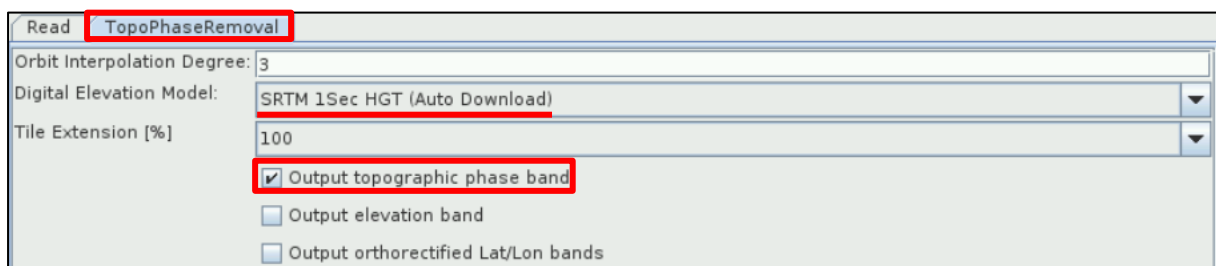 Read TopoPhaseRemoval
Orbit Interpolation Degree: 3
Digital Elevation Model: SRTM 1Sec HGT (Auto Download)
Tile Extension [%] 100
Output topographic phase band
Output elevation band
Output orthorectified Lat/Lon bands